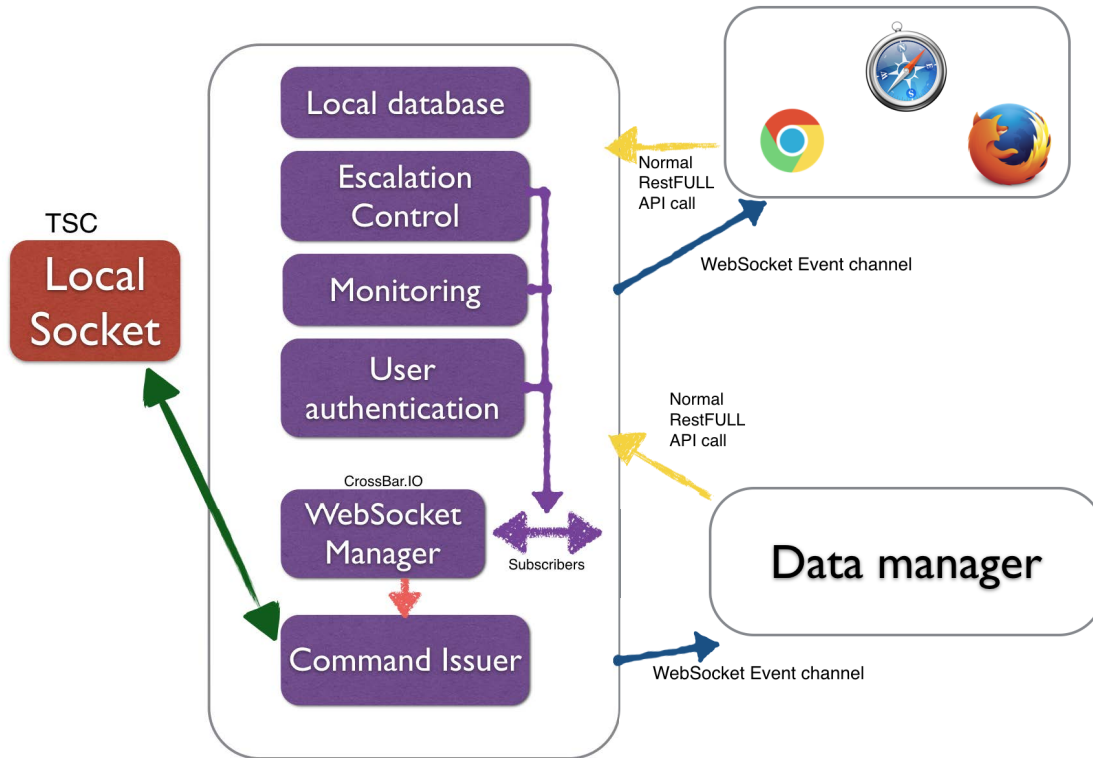 Local database
Escalation
Control
Monitoring
User
authentication
CrossBar.IO
WebSocket
Manager
Subscribers
Command Issuer
TSC
Local
Socket
Normal
RestFULL
API call
WebSocket Event channel
Normal
RestFULL
API call
Data manager
WebSocket Event channel
N
W
E
S